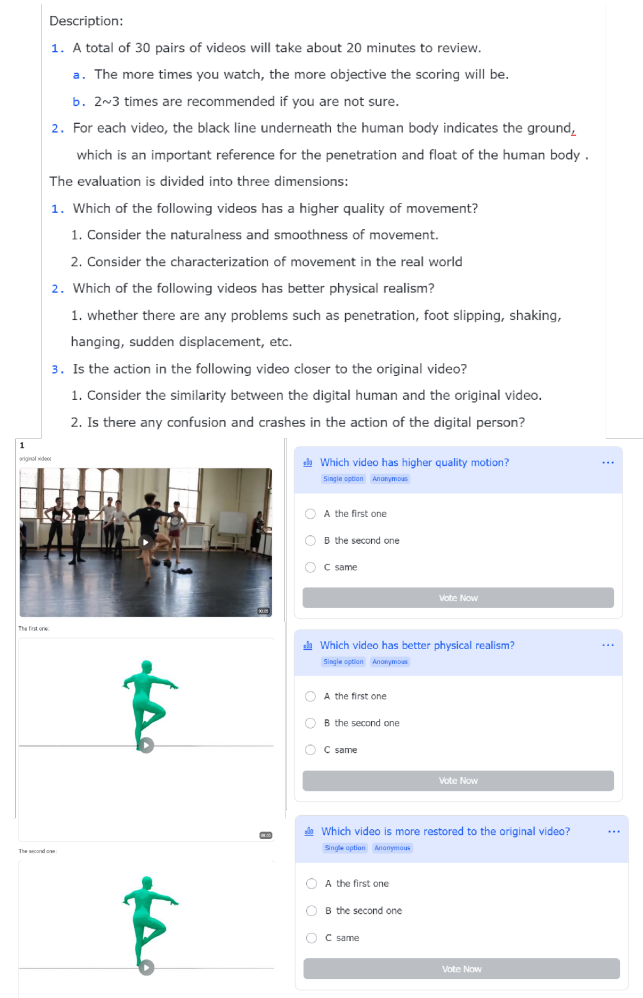 Description:
1. A total of 30 pairs of videos will take about 20 minutes to review.
a. The more times you watch, the more objective the scoring will be.
b. 2~3 times are recommended if you are not sure.
2. For each video, the black line underneath the human body indicates the ground,
which is an important reference for the penetration and float of the human body .
The evaluation is divided into three dimensions:
1. Which of the following videos has a higher quality of movement?
1. Consider the naturalness and smoothness of movement.
2. Consider the characterization of movement in the real world
2. Which of the following videos has better physical realism?
1. whether there are any problems such as penetration, foot slipping, shaking,
hanging, sudden displacement, etc.
3. Is the action in the following video closer to the original video?
1. Consider the similarity between the digital human and the original video.
2. Is there any confusion and crashes in the action of the digital person?
1
original video:
The first one:
The second one:
Which video has higher quality motion?
Single option Anonymous
A the first one
B the second one
C same
Vote Now
Which video has better physical realism?
Single option Anonymous
A the first one
B the second one
C same
Vote Now
Which video is more restored to the original video?
Single option Anonymous
A the first one
B the second one
C same
Vote Now